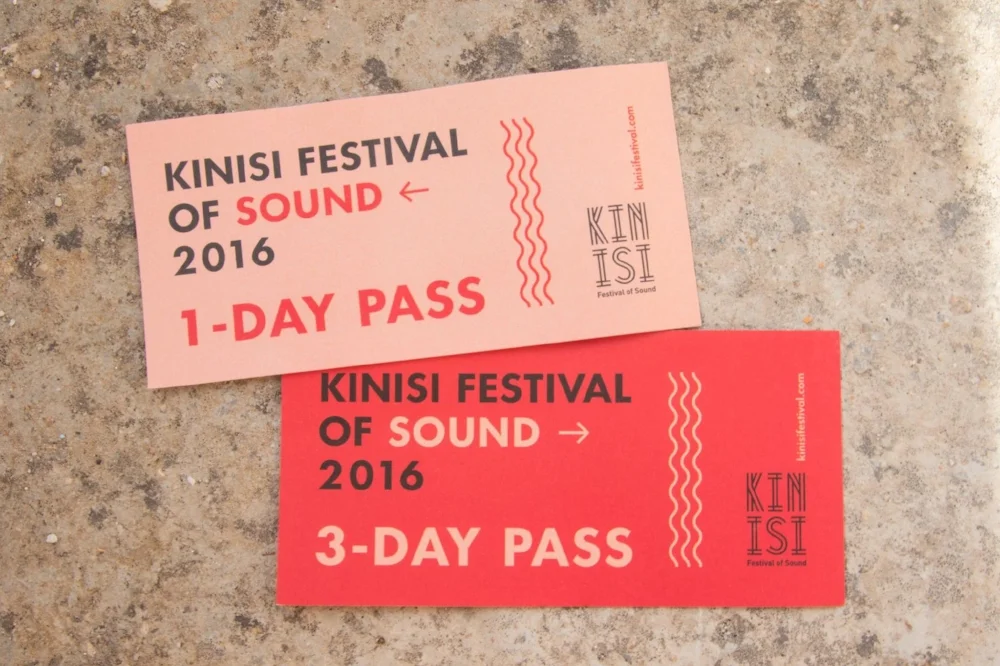 KINISI FESTIVAL
OF SOUND ←
2016
1-DAY PASS
kinisifestival.com
KIN
ISI
Festival of Sound
KINISI FESTIVAL
OF SOUND →
2016
3-DAY PASS
kinisifestival.com
KIN
ISI
Festival of Sound